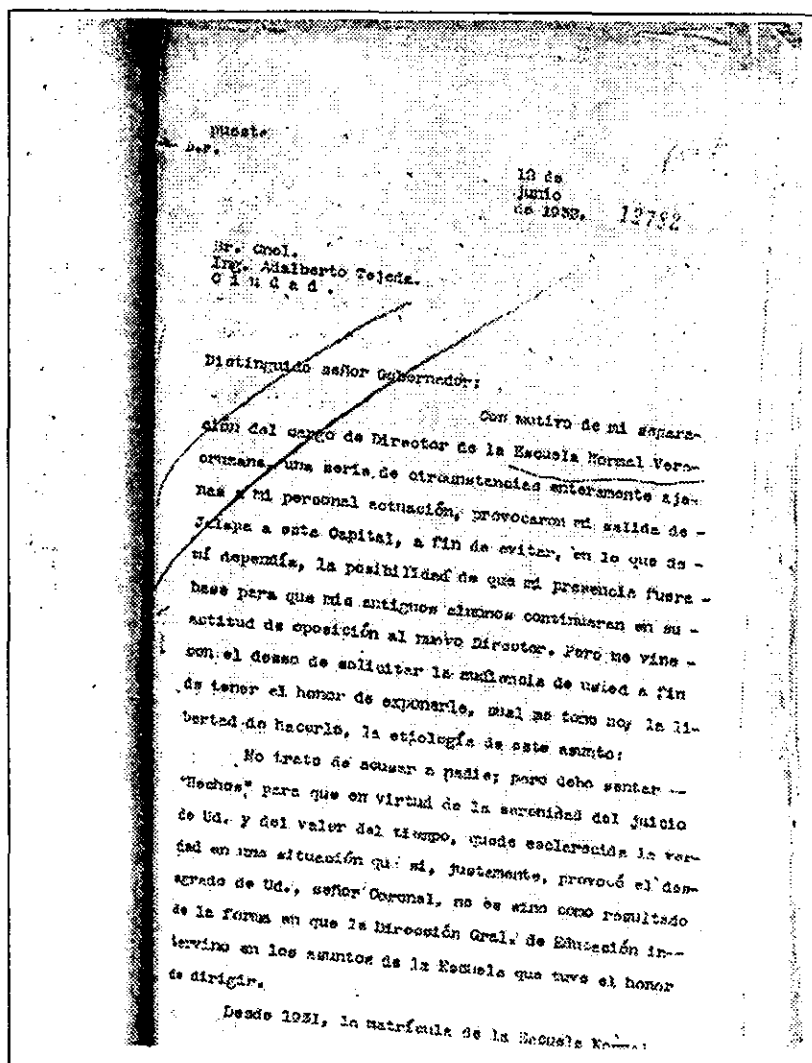 puesta
D.F.
12 de
junio
de 1932. 12792
Sr. Cnol.
Ing. Adalberto Tejeda.
C i u d a d .
Distinguido señor Gobernador:
Con motivo de mi separa-
ción del cargo de Director de la Escuela Normal Vera-
cruzana, una serie de circunstancias enteramente aje-
nas a mi personal actuación, provocaron mi salida de -
Jalapa a esta Capital, a fin de evitar, en lo que de -
mí dependía, la posibilidad de que mi presencia fuera -
base para que mis antiguos alumnos continuaran en su -
actitud de oposición al nuevo Director. Pero me vine -
con el deseo de solicitar la audiencia de usted a fin
de tener el honor de exponerle, cual me tomo hoy la li-
bertad de hacerlo, la etiología de este asunto:
No trato de acusar a nadie; pero debo sentar --
"Hechos" para que en virtud de la serenidad del juicio
de Ud. y del valor del tiempo, quede esclarecida la ver-
dad en una situación que si, justamente, provocó el des-
agrado de Ud., señor Coronel, no es sino como resultado
de la forma en que la Dirección Gral. de Educación in--
tervino en los asuntos de la Escuela que tuve el honor
de dirigir.
Desde 1931, la matrícula de la Escuela Normal